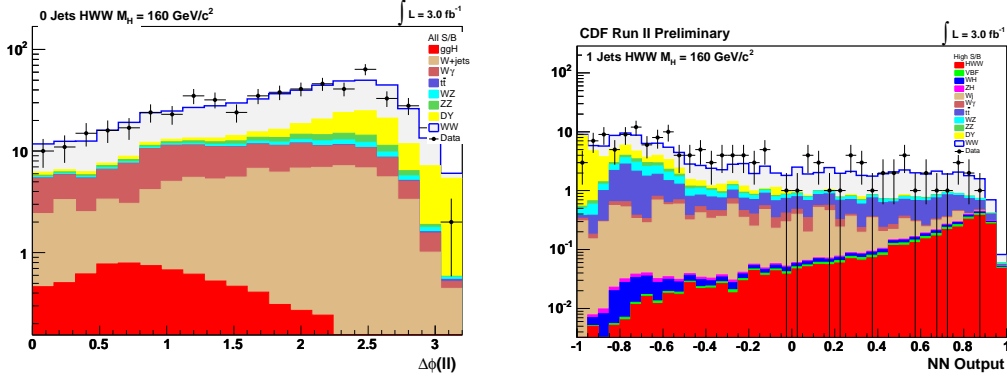 0 Jets HWW M_H = 160 GeV/c²
∫ L = 3.0 fb⁻¹
All S/B
ggH
W+jets
Wγ
tt̄
WZ
ZZ
DY
WW
Data
10²
10
1
0 0.5 1 1.5 2 2.5 3
Δϕ(ll)
CDF Run II Preliminary
∫ L = 3.0 fb⁻¹
1 Jets HWW M_H = 160 GeV/c²
High S/B
HWW
VBF
WH
ZH
Wj
Wγ
tt̄
WZ
ZZ
DY
WW
Data
10²
10
1
10⁻¹
10⁻²
-1 -0.8 -0.6 -0.4 -0.2 0 0.2 0.4 0.6 0.8 1
NN Output